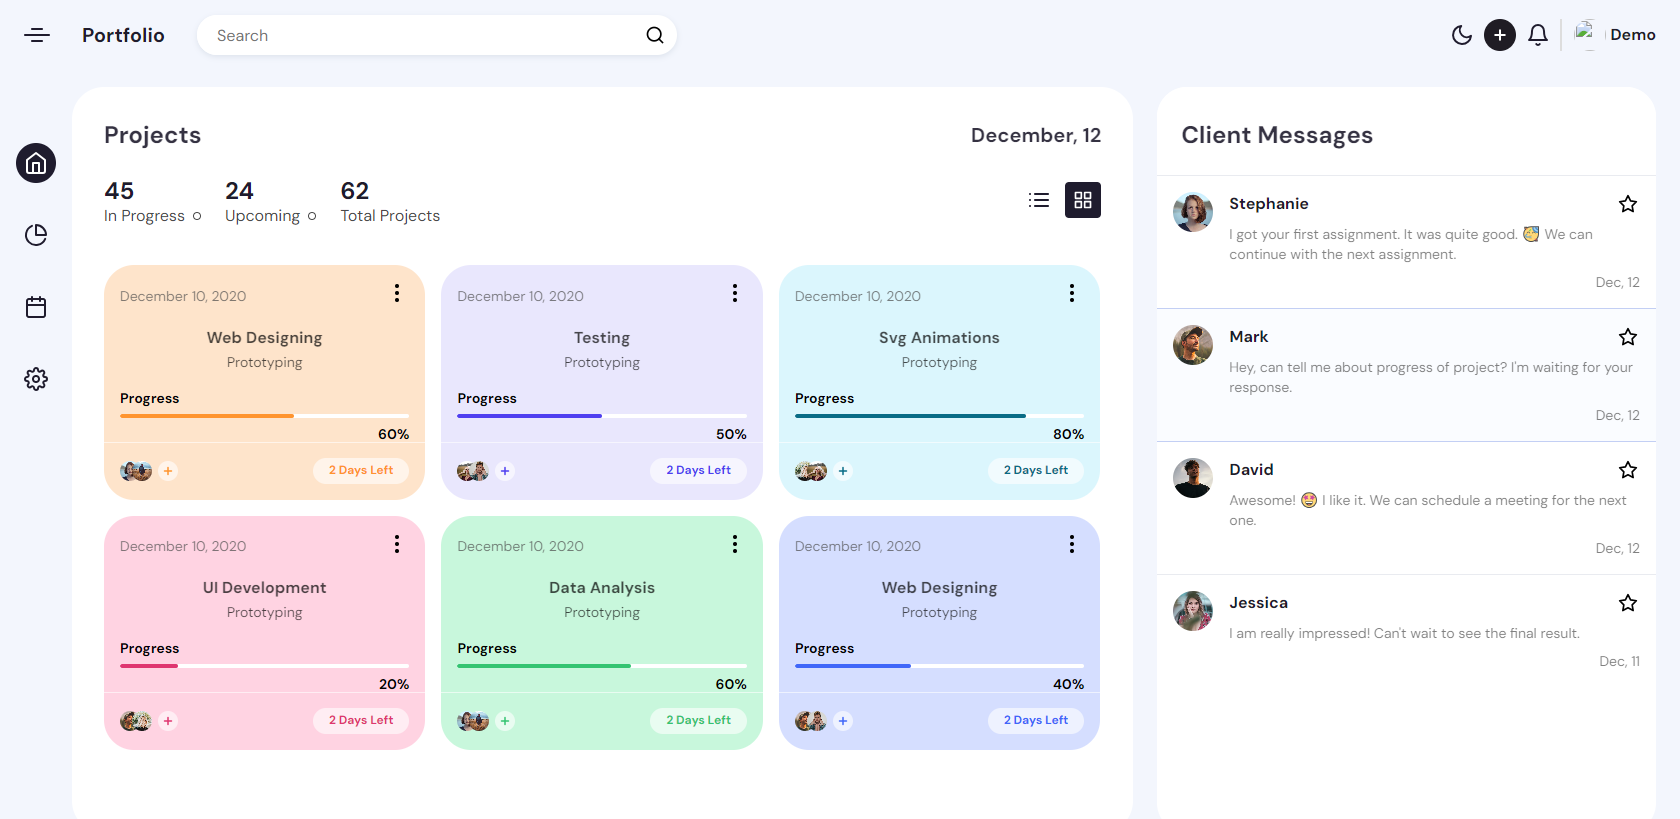 Portfolio
Search
Demo
Projects
December, 12
45
In Progress
24
Upcoming
62
Total Projects
December 10, 2020
Web Designing
Prototyping
Progress
60%
2 Days Left
December 10, 2020
Testing
Prototyping
Progress
50%
2 Days Left
December 10, 2020
Svg Animations
Prototyping
Progress
80%
2 Days Left
December 10, 2020
UI Development
Prototyping
Progress
20%
2 Days Left
December 10, 2020
Data Analysis
Prototyping
Progress
60%
2 Days Left
December 10, 2020
Web Designing
Prototyping
Progress
40%
2 Days Left
Client Messages
Stephanie
I got your first assignment. It was quite good. 🥳 We can
continue with the next assignment.
Dec, 12
Mark
Hey, can tell me about progress of project? I'm waiting for your
response.
Dec, 12
David
Awesome! 🤩 I like it. We can schedule a meeting for the next
one.
Dec, 12
Jessica
I am really impressed! Can't wait to see the final result.
Dec, 11